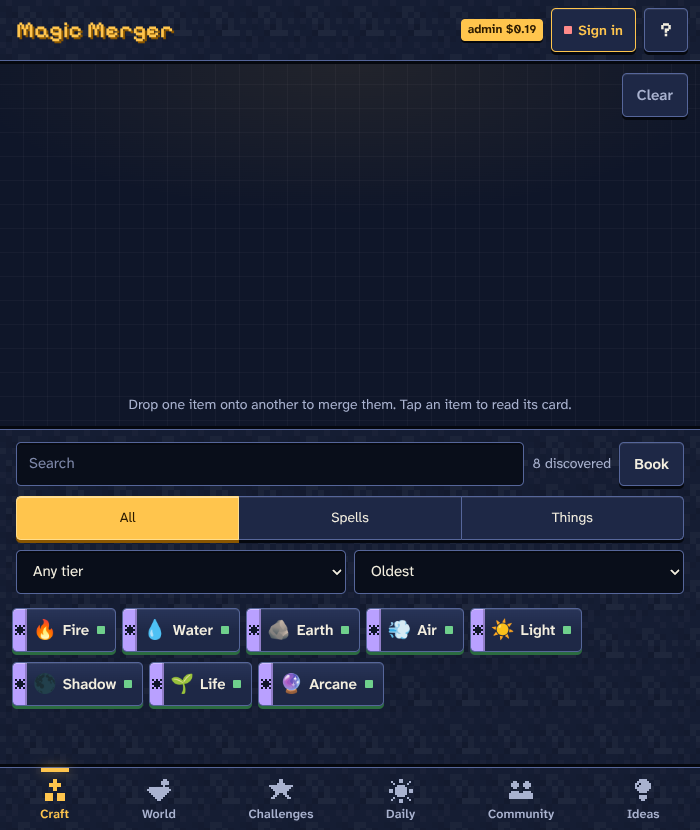 Magic Merger
admin $0.19
Sign in
?
Clear
Drop one item onto another to merge them. Tap an item to read its card.
Search
8 discovered
Book
All
Spells
Things
Any tier
Oldest
Fire
Water
Earth
Air
Light
Shadow
Life
Arcane
Craft
World
Challenges
Daily
Community
Ideas